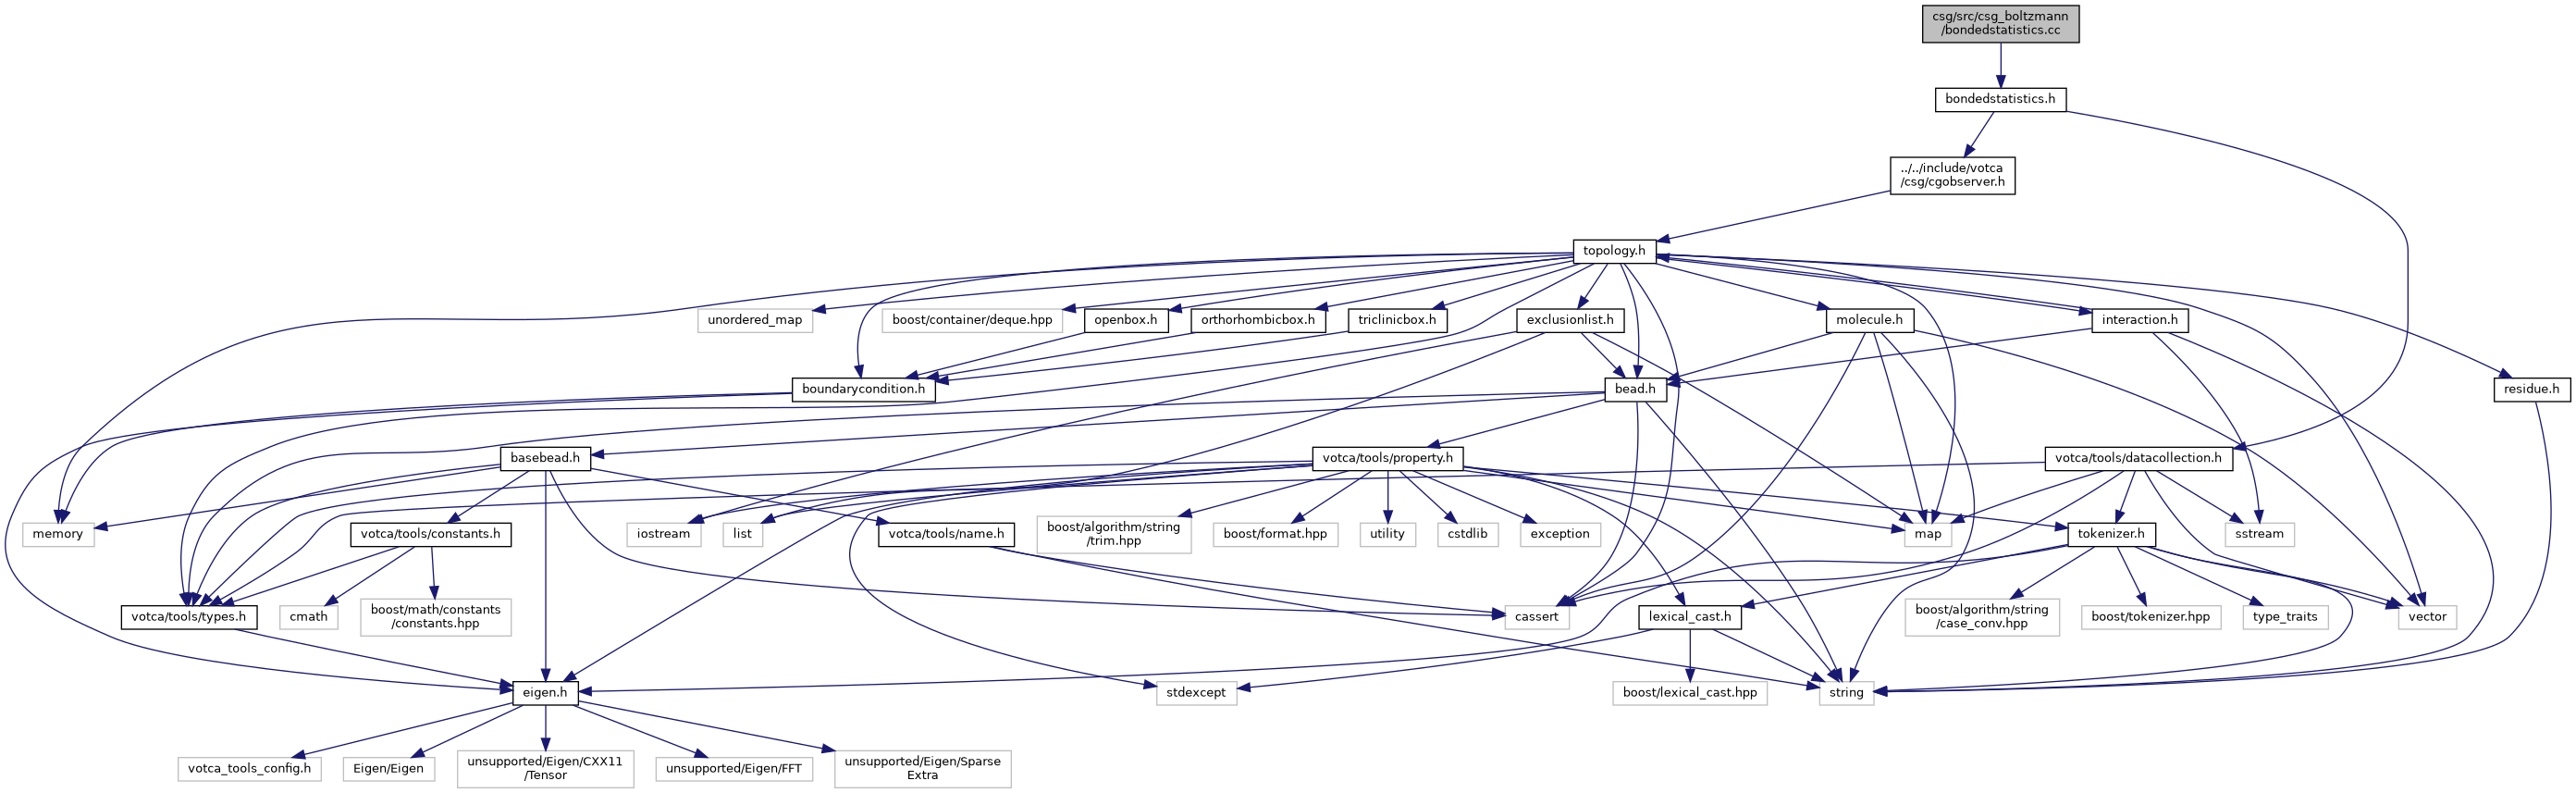 csg/src/csg_boltzmann
/bondedstatistics.cc
bondedstatistics.h
../../include/votca
/csg/cgobserver.h
topology.h
unordered_map
boost/container/deque.hpp
openbox.h
orthorhombicbox.h
triclinicbox.h
exclusionlist.h
molecule.h
interaction.h
boundarycondition.h
bead.h
residue.h
basebead.h
votca/tools/property.h
votca/tools/datacollection.h
memory
votca/tools/constants.h
iostream
list
votca/tools/name.h
boost/algorithm/string
/trim.hpp
boost/format.hpp
utility
cstdlib
exception
map
tokenizer.h
sstream
votca/tools/types.h
cmath
boost/math/constants
/constants.hpp
cassert
lexical_cast.h
boost/algorithm/string
/case_conv.hpp
boost/tokenizer.hpp
type_traits
vector
eigen.h
stdexcept
boost/lexical_cast.hpp
string
votca_tools_config.h
Eigen/Eigen
unsupported/Eigen/CXX11
/Tensor
unsupported/Eigen/FFT
unsupported/Eigen/Sparse
Extra